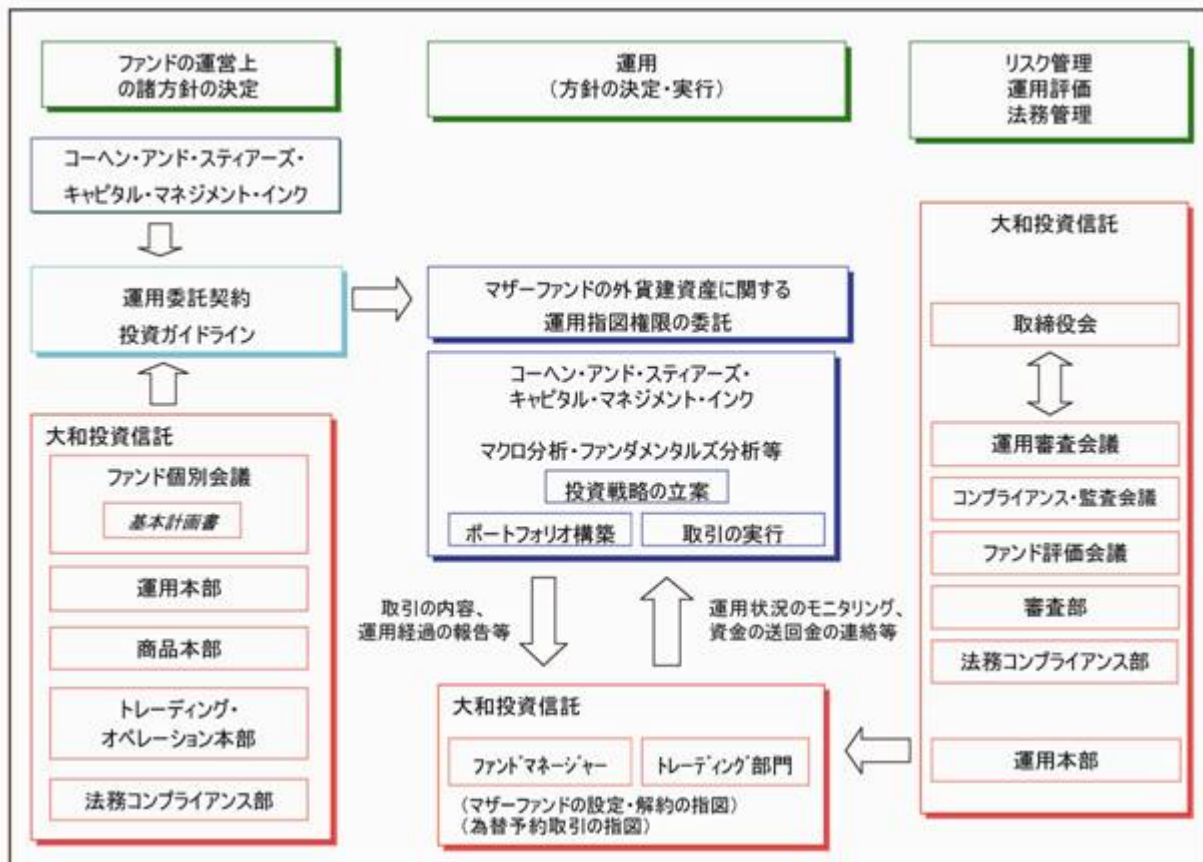 ファンドの運営上
の諸方針の決定
運用
（方針の決定・実行）
リスク管理
運用評価
法務管理
コーヘン・アンド・スティアーズ・
キャピタル・マネジメント・インク
運用委託契約
投資ガイドライン
大和投資信託
ファンド個別会議
基本計画書
運用本部
商品本部
トレーディング・
オペレーション本部
法務コンプライアンス部
マザーファンドの外貨建資産に関する
運用指図権限の委託
コーヘン・アンド・スティアーズ・
キャピタル・マネジメント・インク
マクロ分析・ファンダメンタルズ分析等
投資戦略の立案
ポートフォリオ構築
取引の実行
取引の内容、
運用経過の報告等
運用状況のモニタリング、
資金の送回金の連絡等
大和投資信託
ファンドマネージャー
トレーディング部門
（マザーファンドの設定・解約の指図）
（為替予約取引の指図）
大和投資信託
取締役会
運用審査会議
コンプライアンス・監査会議
ファンド評価会議
審査部
法務コンプライアンス部
運用本部